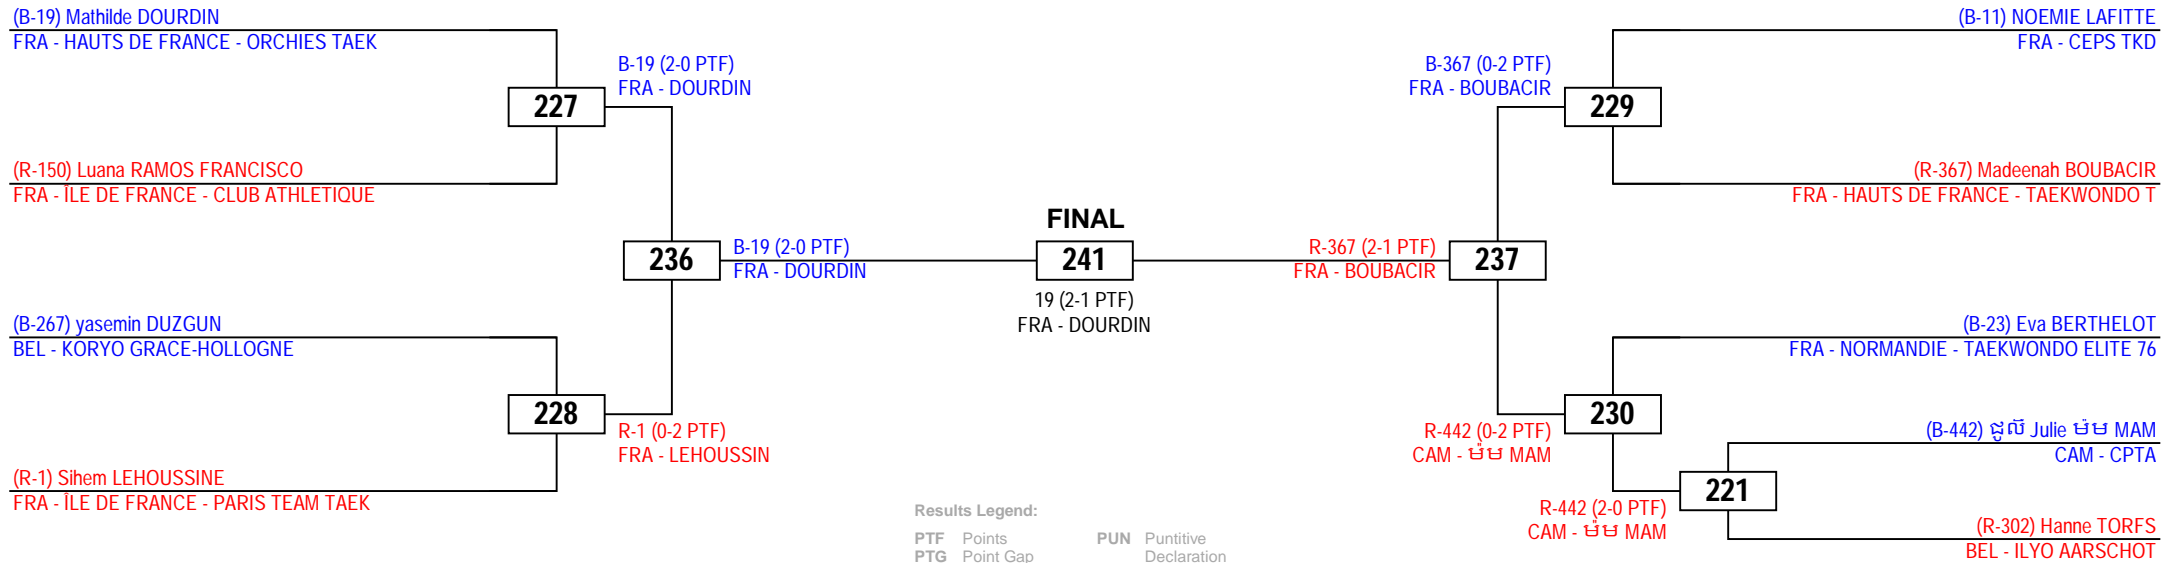 (B-19) Mathilde DOURDIN
FRA - HAUTS DE FRANCE - ORCHIES TAEK
B-19 (2-0 PTF)
FRA - DOURDIN
227
(R-150) Luana RAMOS FRANCISCO
FRA - ÎLE DE FRANCE - CLUB ATHLETIQUE
236
B-19 (2-0 PTF)
FRA - DOURDIN
(B-267) yasemin DUZGUN
BEL - KORYO GRACE-HOLLOGNE
228
R-1 (0-2 PTF)
FRA - LEHOUSSIN
(R-1) Sihem LEHOUSSINE
FRA - ÎLE DE FRANCE - PARIS TEAM TAEK
FINAL
241
19 (2-1 PTF)
FRA - DOURDIN
(B-11) NOEMIE LAFITTE
FRA - CEPS TKD
B-367 (0-2 PTF)
FRA - BOUBACIR
229
(R-367) Madeenah BOUBACIR
FRA - HAUTS DE FRANCE - TAEKWONDO T
R-367 (2-1 PTF)
FRA - BOUBACIR
237
(B-23) Eva BERTHELOT
FRA - NORMANDIE - TAEKWONDO ELITE 76
230
R-442 (0-2 PTF)
CAM - ម៉ម MAM
(B-442) ជូលី Julie ម៉ម MAM
CAM - CPTA
221
R-442 (2-0 PTF)
CAM - ម៉ម MAM
(R-302) Hanne TORFS
BEL - ILYO AARSCHOT
Results Legend:
PTF Points
PTG Point Gap
PUN Puntitive
Declaration